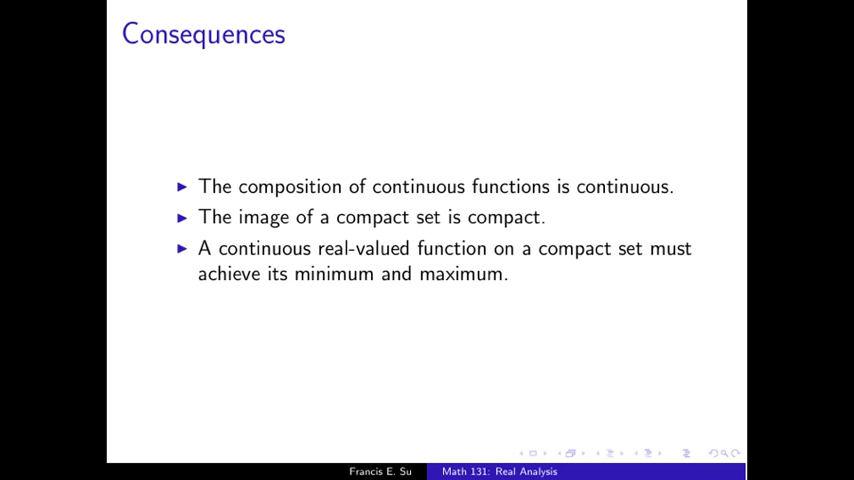 Consequences
The composition of continuous functions is continuous.
The image of a compact set is compact.
A continuous real-valued function on a compact set must
achieve its minimum and maximum.
Francis E. Su
Math 131: Real Analysis